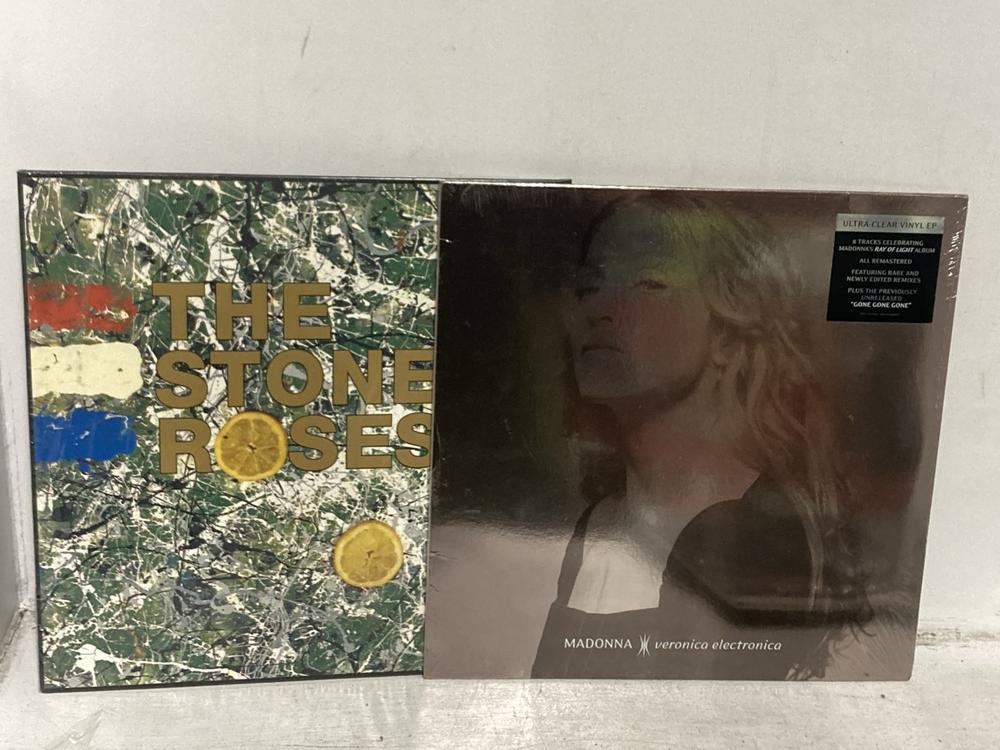 THE
STONE
ROSES
ULTRA CLEAR VINYL EP
8 TRACKS CELEBRATING
MADONNA'S RAY OF LIGHT ALBUM
ALL REMASTERED
FEATURING RARE AND
NEWLY EDITED REMIXES
PLUS THE PREVIOUSLY
UNRELEASED
"GONE GONE GONE"
MADONNA veronica electronica